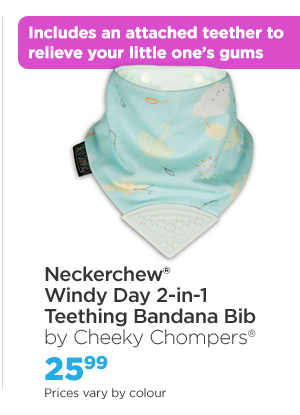 Includes an attached teether to
relieve your little one's gums
Neckerchew®
Windy Day 2-in-1
Teething Bandana Bib
by Cheeky Chompers®
25⁹⁹
Prices vary by colour